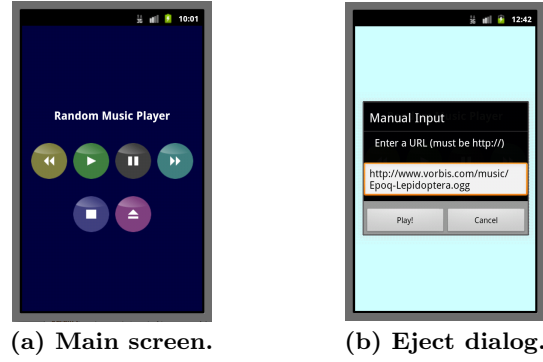 10:01
Random Music Player
(a) Main screen.
12:42
Manual Input
Enter a URL (must be http://)
http://www.vorbis.com/music/
Epoq-Lepidoptera.ogg
Play!
Cancel
(b) Eject dialog.